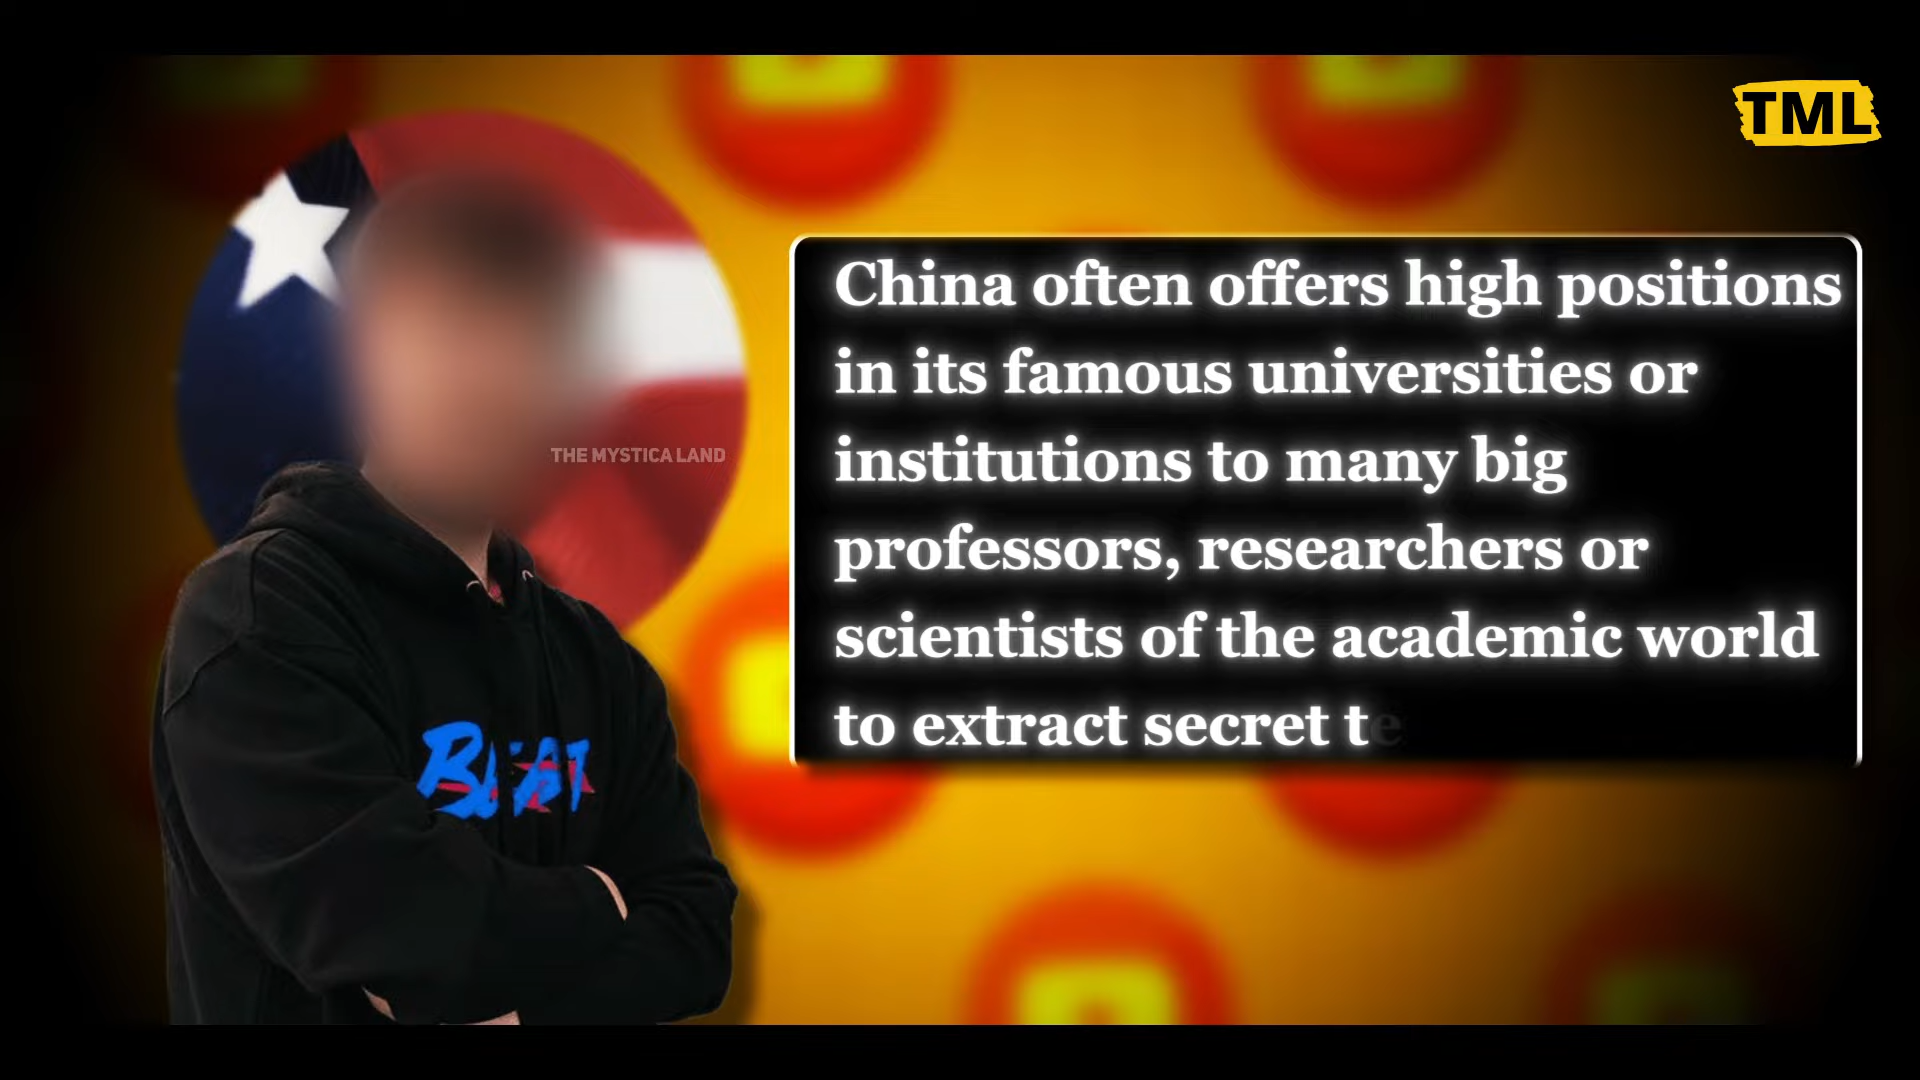 TML
China often offers high positions
in its famous universities or
institutions to many big
professors, researchers or
scientists of the academic world
to extract secret te
THE MYSTICA LAND